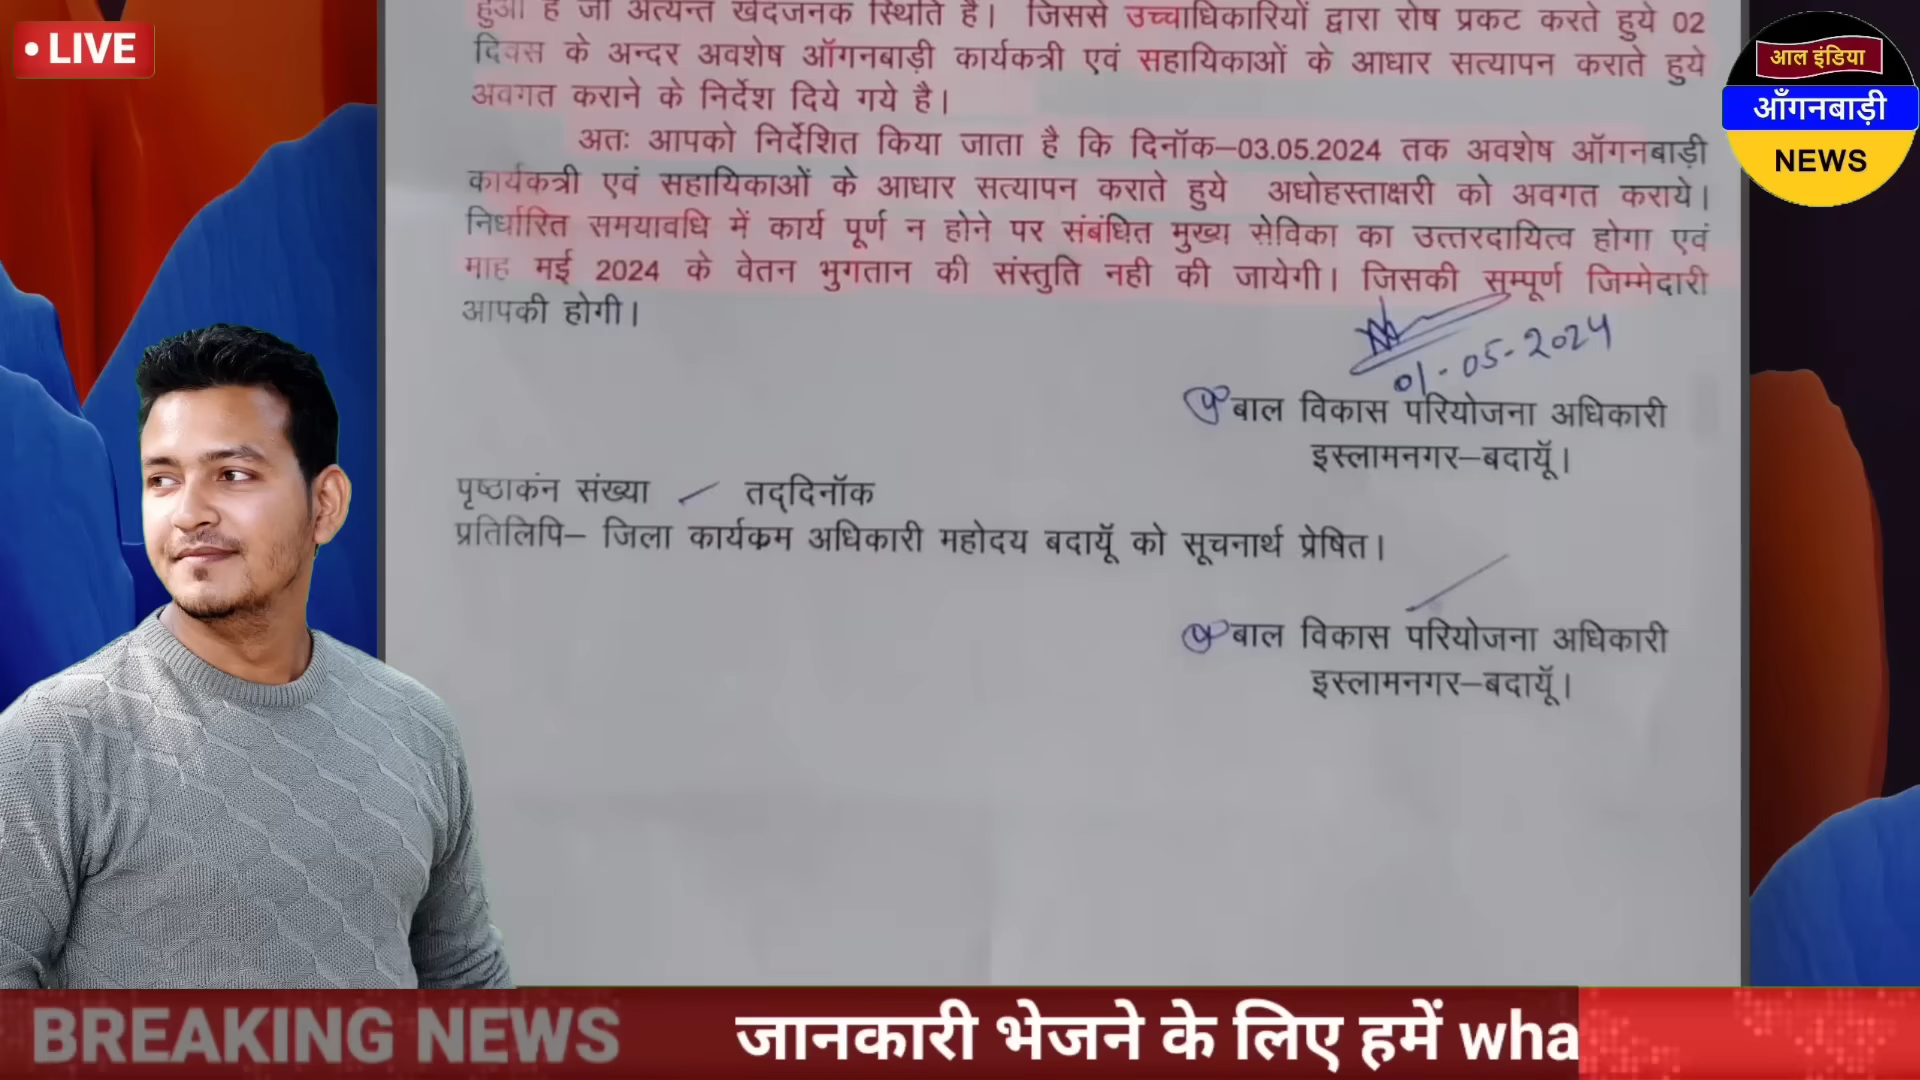 • LIVE
हुआ है जो अत्यन्त खेदजनक स्थिति है। जिससे उच्चाधिकारियों द्वारा रोष प्रकट करते हुये 02
दिवस के अन्दर अवशेष ऑगनबाड़ी कार्यकत्री एवं सहायिकाओं के आधार सत्यापन कराते हुये
अवगत कराने के निर्देश दिये गये है।
अतः आपको निर्देशित किया जाता है कि दिनॉक–03.05.2024 तक अवशेष ऑगनबाड़ी
कार्यकत्री एवं सहायिकाओं के आधार सत्यापन कराते हुये अधोहस्ताक्षरी को अवगत कराये।
निर्धारित समयावधि में कार्य पूर्ण न होने पर संबंधित मुख्य सेविका का उत्तरदायित्व होगा एवं
माह मई 2024 के वेतन भुगतान की संस्तुति नही की जायेगी। जिसकी सम्पूर्ण जिम्मेदारी
आपकी होगी।
01-05-2024
बाल विकास परियोजना अधिकारी
इस्लामनगर–बदायूॅ।
पृष्ठाकंन संख्या तद्दिनॉक
प्रतिलिपि– जिला कार्यकम अधिकारी महोदय बदायूॅ को सूचनार्थ प्रेषित।
बाल विकास परियोजना अधिकारी
इस्लामनगर–बदायूॅ।
आल इंडिया
आँगनबाड़ी
NEWS
BREAKING NEWS
जानकारी भेजने के लिए हमें wha